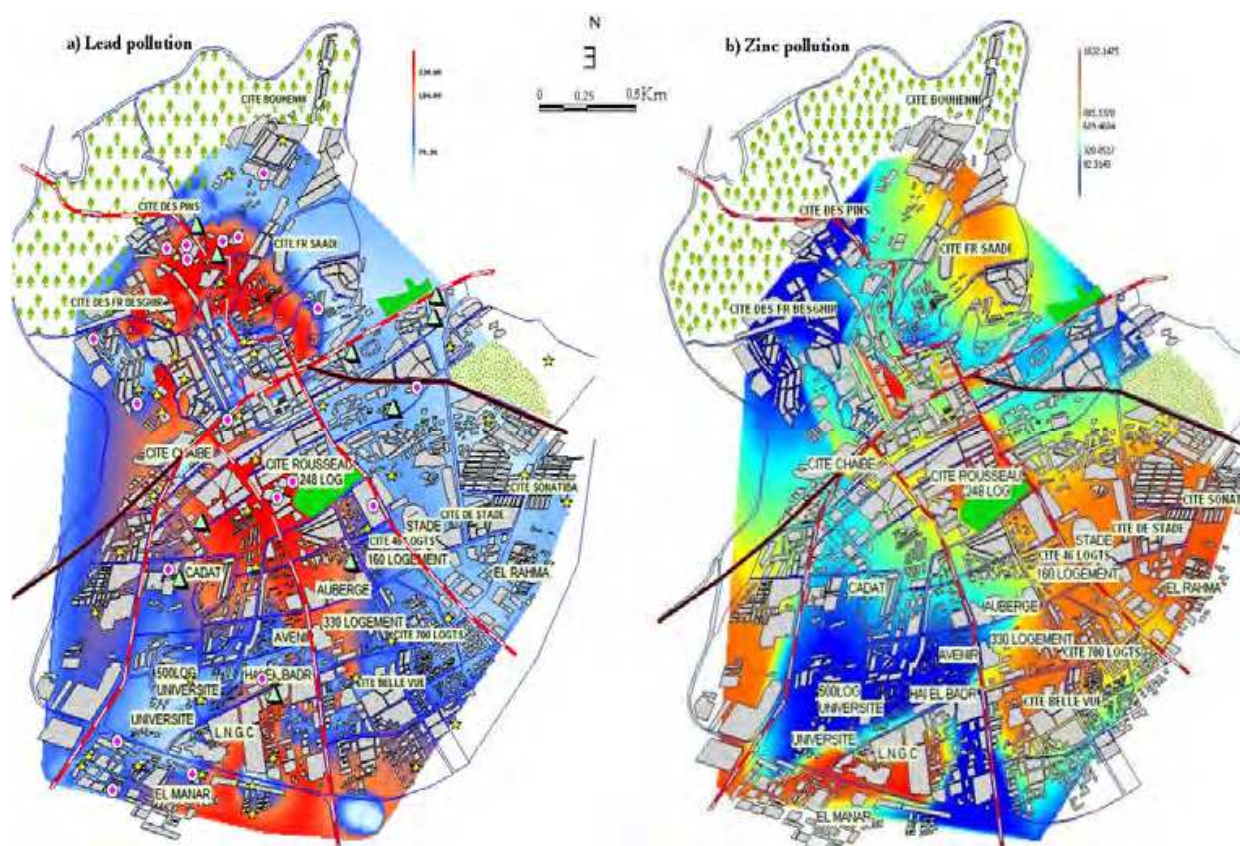 a) Lead pollution
N
b) Zinc pollution
0 0.25 0.5 Km
CITE BOUHENNI
CITE DES PINS
CITE FR SAADE
CITE DES FR BESGHIR
CITE CHAIBE
CITE ROUSSEAU
248 LOG
CITE SONATIBA
CITE DE STADE
STADE
CITE 46 LOGTS
160 LOGEMENT
CADAT
EL RAHMA
AUBERGE
330 LOGEMENT
CITE 700 LOGTS
AVENIR
500LOG
UNIVERSITE
HAI EL BADR
CITE BELLE VUE
UNIVERSITE
L.N.G.C
EL MANAR
CITE BOUHENNI
CITE DES PINS
CITE FR SAADE
CITE DES FR BESGHIR
CITE CHAIBE
CITE ROUSSEAU
248 LOG
CITE SONAT
CITE DE STADE
STADE
CITE 46 LOGTS
160 LOGEMENT
CADAT
EL RAHMA
AUBERGE
330 LOGEMENT
CITE 700 LOGTS
AVENIR
500LOG
UNIVERSITE
HAI EL BADR
CITE BELLE VUE
UNIVERSITE
L.N.G.C
EL MANAR